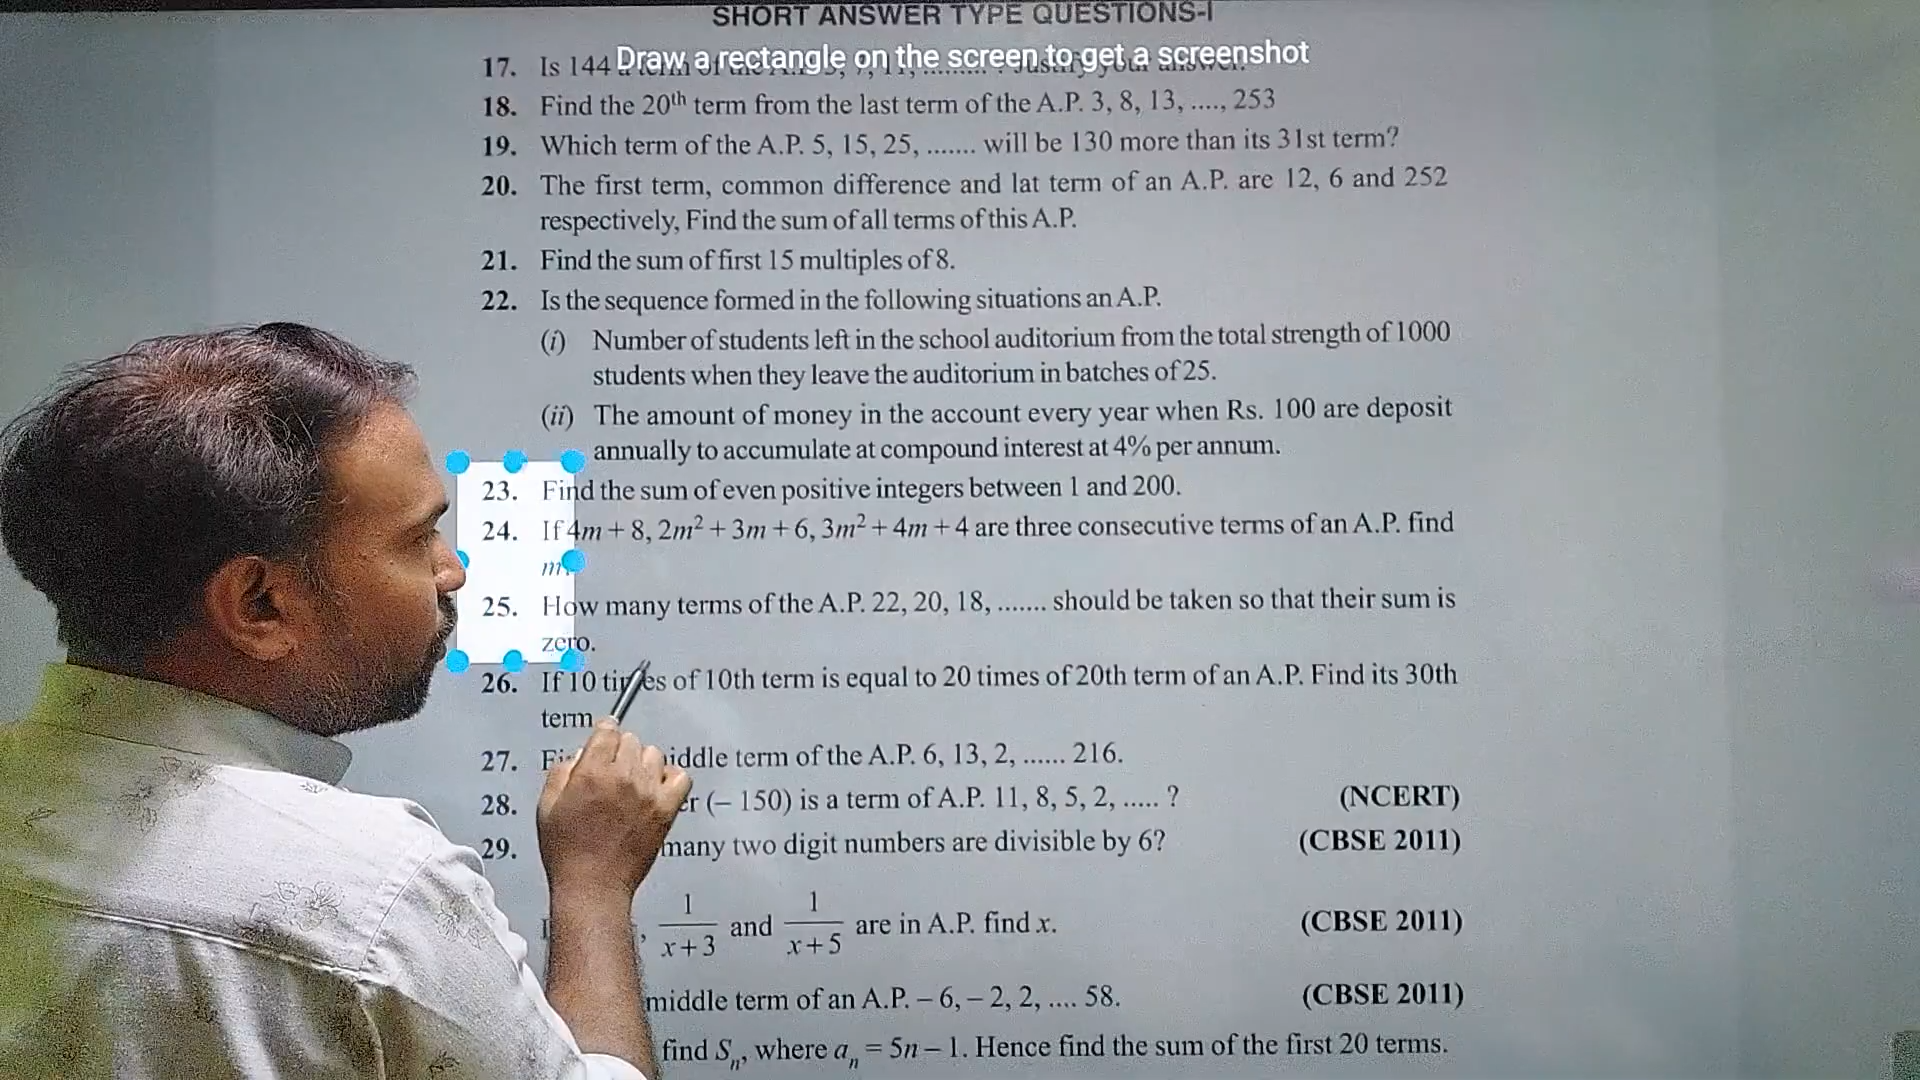 SHORT ANSWER TYPE QUESTIONS-I
Draw a rectangle on the screen to get a screenshot
17. Is 144
18. Find the 20th term from the last term of the A.P. 3, 8, 13, ...., 253
19. Which term of the A.P. 5, 15, 25, ....... will be 130 more than its 31st term?
20. The first term, common difference and lat term of an A.P. are 12, 6 and 252
respectively, Find the sum of all terms of this A.P.
21. Find the sum of first 15 multiples of 8.
22. Is the sequence formed in the following situations an A.P.
(i) Number of students left in the school auditorium from the total strength of 1000
students when they leave the auditorium in batches of 25.
(ii) The amount of money in the account every year when Rs. 100 are deposit
annually to accumulate at compound interest at 4% per annum.
23. Find the sum of even positive integers between 1 and 200.
24. If 4m + 8, 2m² + 3m + 6, 3m² + 4m + 4 are three consecutive terms of an A.P. find
m
25. How many terms of the A.P. 22, 20, 18, ....... should be taken so that their sum is
zero.
26. If 10 times of 10th term is equal to 20 times of 20th term of an A.P. Find its 30th
term
27. middle term of the A.P. 6, 13, 2, ...... 216.
28. (– 150) is a term of A.P. 11, 8, 5, 2, ..... ? (NCERT)
29. many two digit numbers are divisible by 6? (CBSE 2011)
, 1/(x+3) and 1/(x+5) are in A.P. find x. (CBSE 2011)
middle term of an A.P. – 6, – 2, 2, .... 58. (CBSE 2011)
find Sn, where an = 5n – 1. Hence find the sum of the first 20 terms.